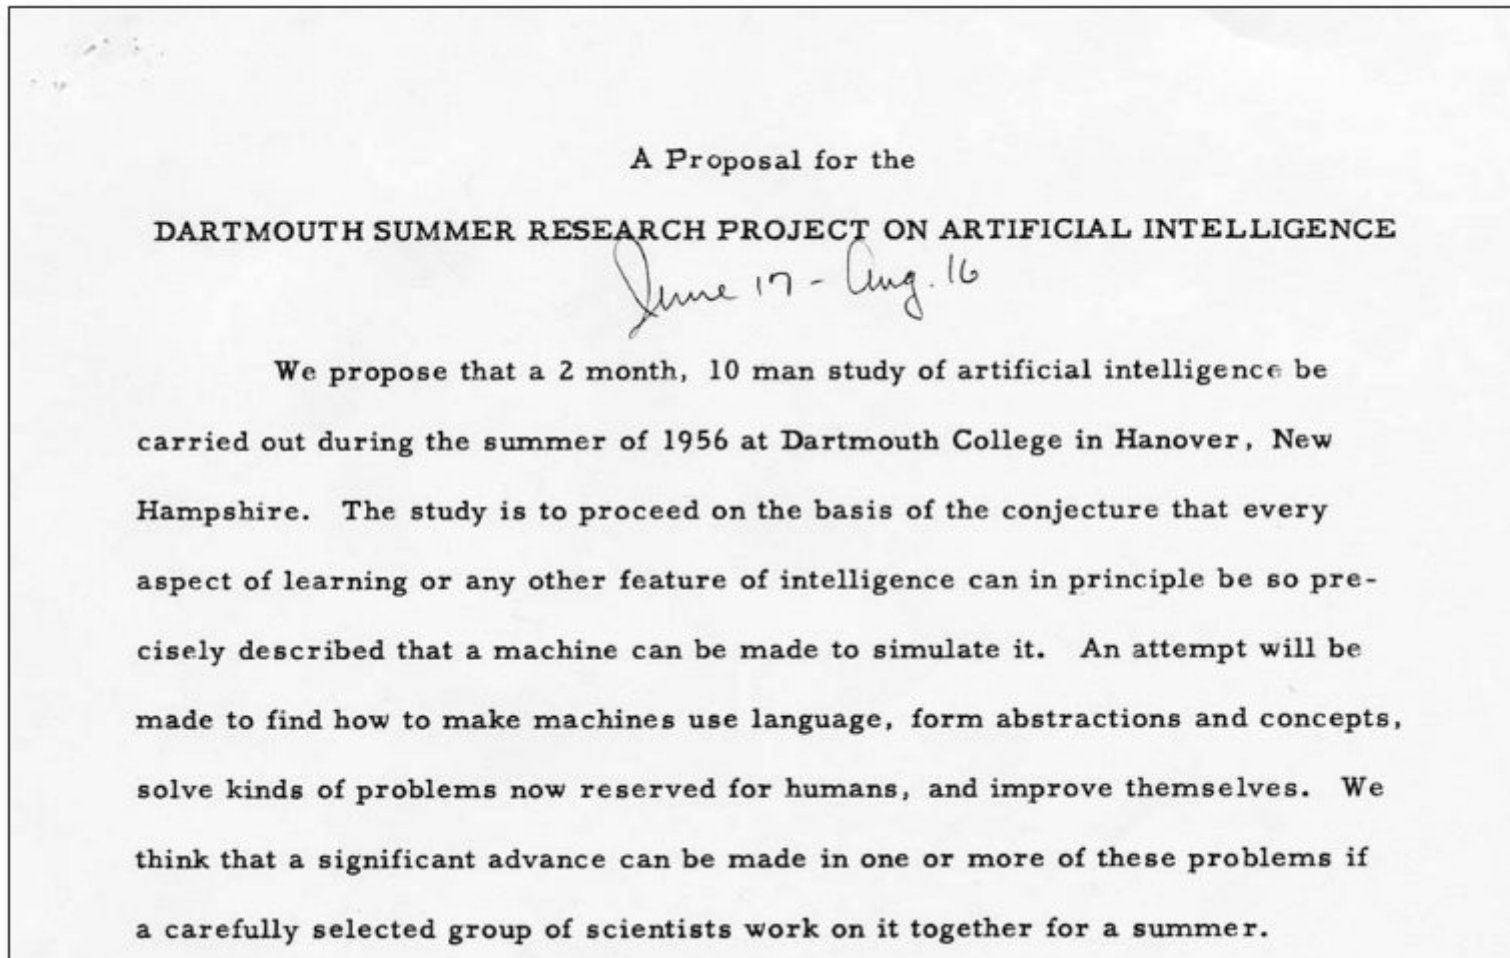 A Proposal for the
DARTMOUTH SUMMER RESEARCH PROJECT ON ARTIFICIAL INTELLIGENCE
June 17 - Aug. 16
We propose that a 2 month, 10 man study of artificial intelligence be
carried out during the summer of 1956 at Dartmouth College in Hanover, New
Hampshire. The study is to proceed on the basis of the conjecture that every
aspect of learning or any other feature of intelligence can in principle be so pre-
cisely described that a machine can be made to simulate it. An attempt will be
made to find how to make machines use language, form abstractions and concepts,
solve kinds of problems now reserved for humans, and improve themselves. We
think that a significant advance can be made in one or more of these problems if
a carefully selected group of scientists work on it together for a summer.